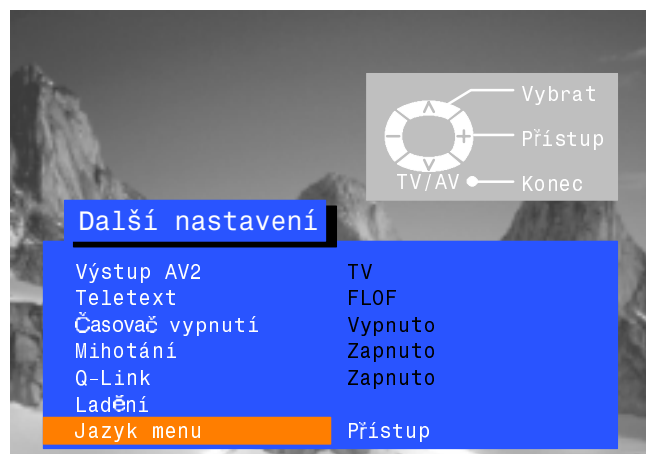 Vybrat
Přístup
TV/AV Konec
Další nastavení
Výstup AV2 TV
Teletext FLOF
Časovač vypnutí Vypnuto
Mihotání Zapnuto
Q-Link Zapnuto
Ladění
Jazyk menu Přístup